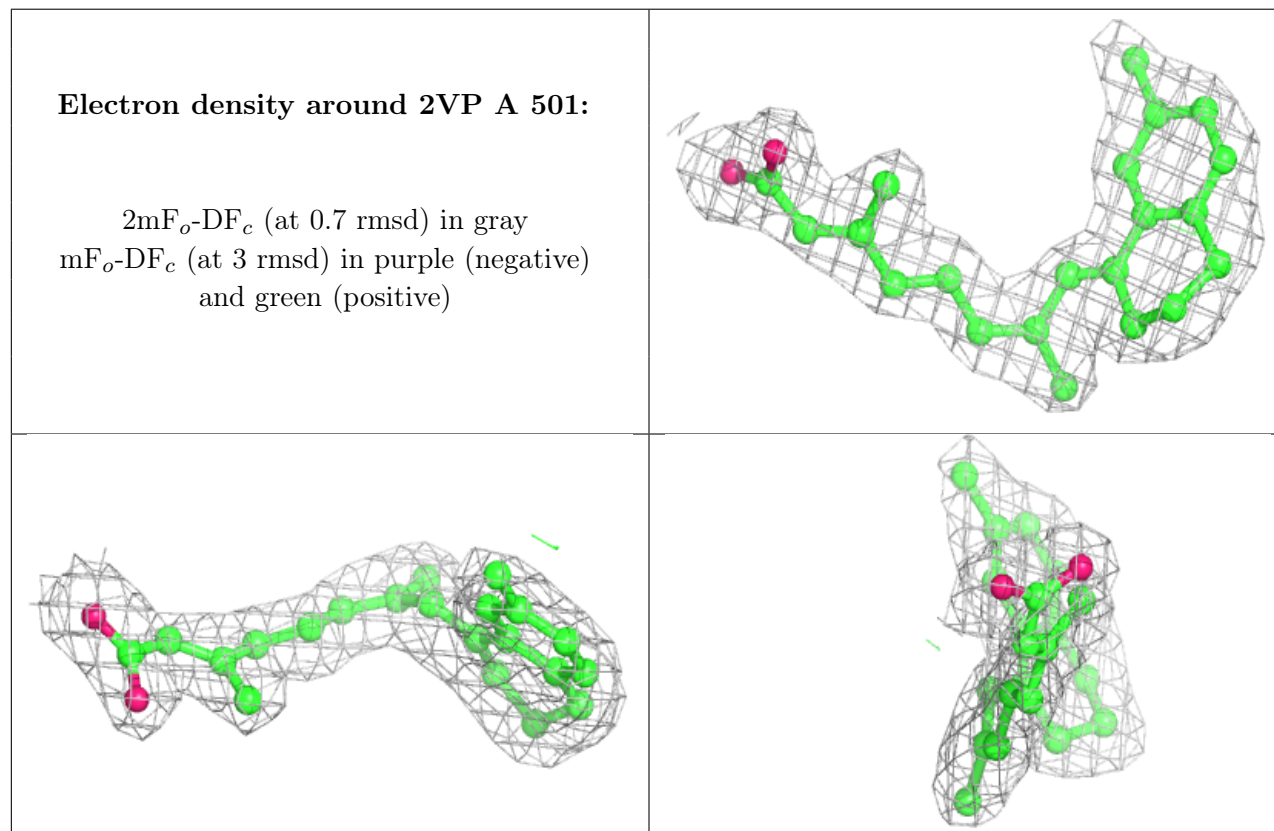 Electron density around 2VP A 501:
2mFo-DFc (at 0.7 rmsd) in gray
mFo-DFc (at 3 rmsd) in purple (negative)
and green (positive)